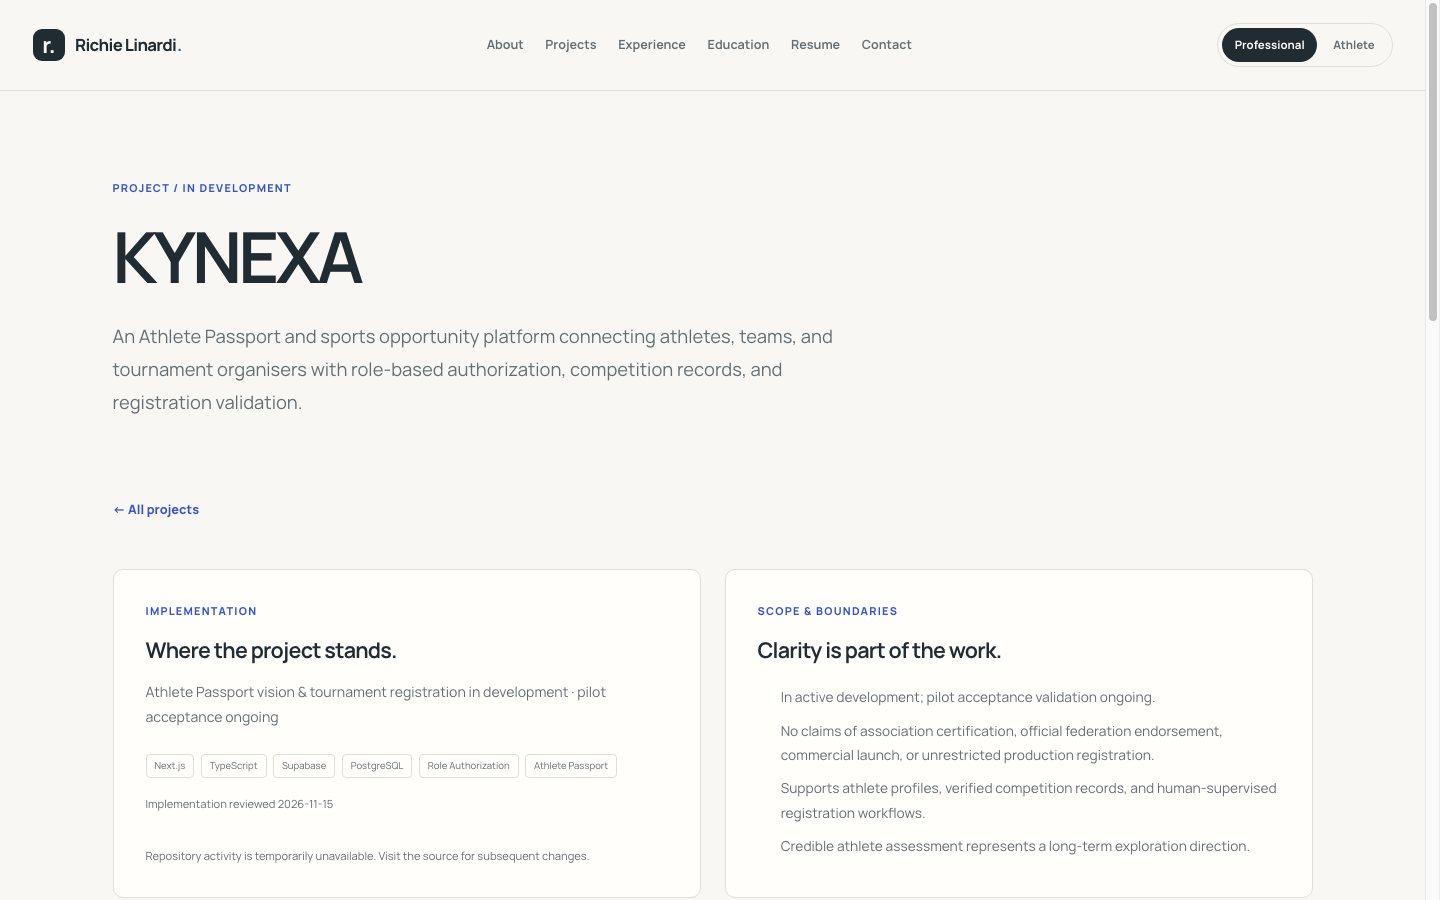 r. Richie Linardi.
About Projects Experience Education Resume Contact
Professional Athlete
PROJECT / IN DEVELOPMENT
KYNEXA
An Athlete Passport and sports opportunity platform connecting athletes, teams, and
tournament organisers with role-based authorization, competition records, and
registration validation.
← All projects
IMPLEMENTATION
Where the project stands.
Athlete Passport vision & tournament registration in development · pilot
acceptance ongoing
Next.js TypeScript Supabase PostgreSQL Role Authorization Athlete Passport
Implementation reviewed 2026-11-15
Repository activity is temporarily unavailable. Visit the source for subsequent changes.
SCOPE & BOUNDARIES
Clarity is part of the work.
In active development; pilot acceptance validation ongoing.
No claims of association certification, official federation endorsement,
commercial launch, or unrestricted production registration.
Supports athlete profiles, verified competition records, and human-supervised
registration workflows.
Credible athlete assessment represents a long-term exploration direction.